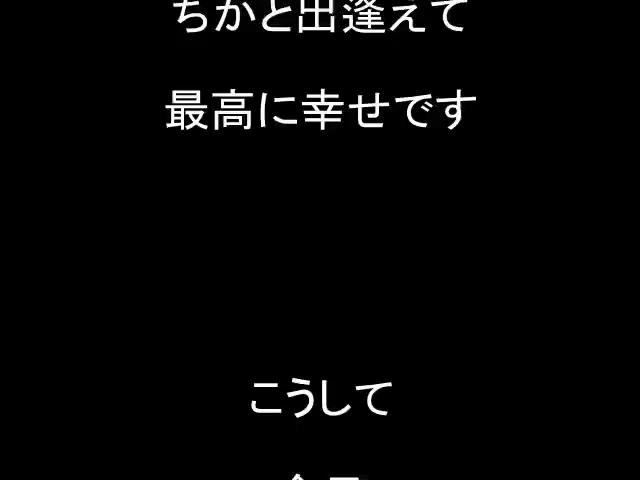 ちかと出逢えて
最高に幸せです
こうして